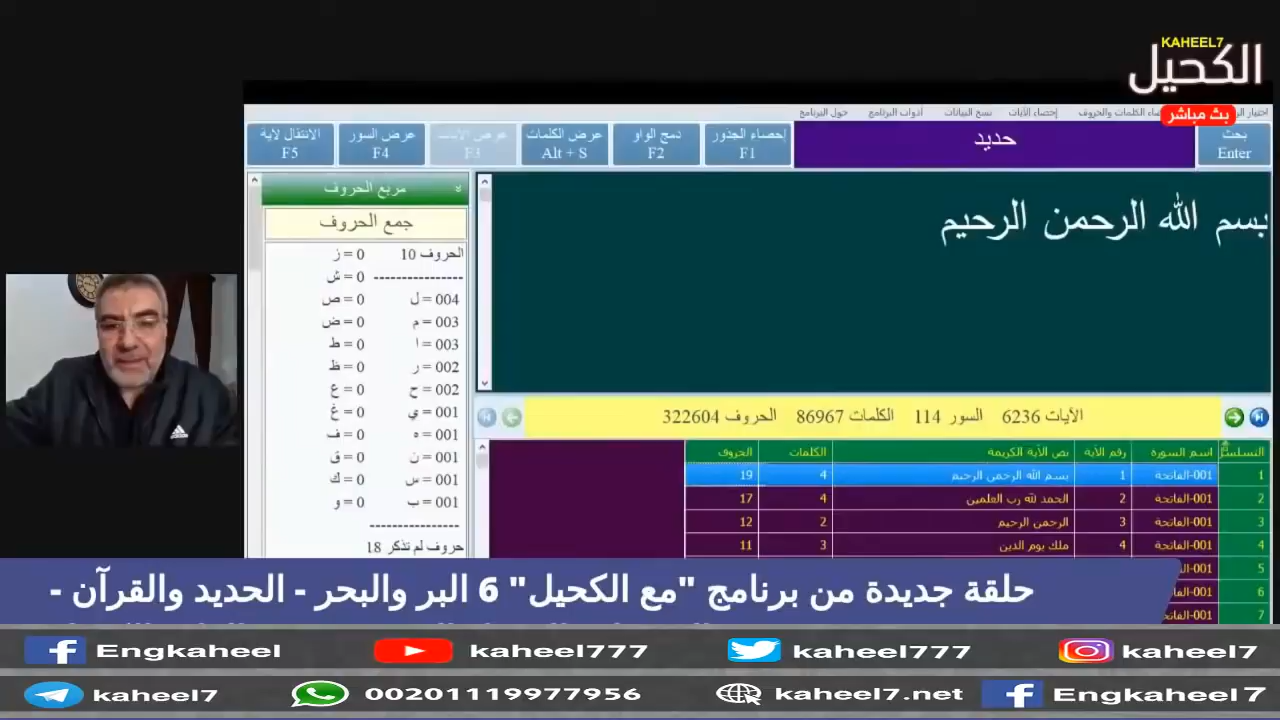 KAHEEL7
الكحيل
بث مباشر
إحصاء الآيات
نسخ البيانات
أدوات البرنامج
حول البرنامج
بحث
Enter
حديد
إحصاء الجذور
F1
دمج الواو
F2
عرض الكلمات
Alt + S
عرض الآيات
F3
عرض السور
F4
الانتقال لاية
F5
مربع الحروف
جمع الحروف
الحروف 10
0 = ز
----------------
0 = ش
004 = ل
0 = ص
003 = م
0 = ض
003 = ا
0 = ط
002 = ر
0 = ظ
002 = ح
0 = ع
001 = ي
0 = غ
001 = ه
0 = ف
001 = ن
0 = ق
001 = س
0 = ك
001 = ب
0 = و
----------------
حروف لم تذكر 18
بسم الله الرحمن الرحيم
الآيات 6236 السور 114 الكلمات 86967 الحروف 322604
التسلسل اسم السورة رقم الآية نص الآية الكريمة الكلمات الحروف
1 001-الفاتحة 1 بسم الله الرحمن الرحيم 4 19
2 001-الفاتحة 2 الحمد لله رب العلمين 4 17
3 001-الفاتحة 3 الرحمن الرحيم 2 12
4 001-الفاتحة 4 ملك يوم الدين 3 11
5
6
7
حلقة جديدة من برنامج "مع الكحيل" 6 البر والبحر - الحديد والقرآن -
Engkaheel
kaheel777
kaheel777
kaheel7
kaheel7
00201119977956
kaheel7.net
Engkaheel7